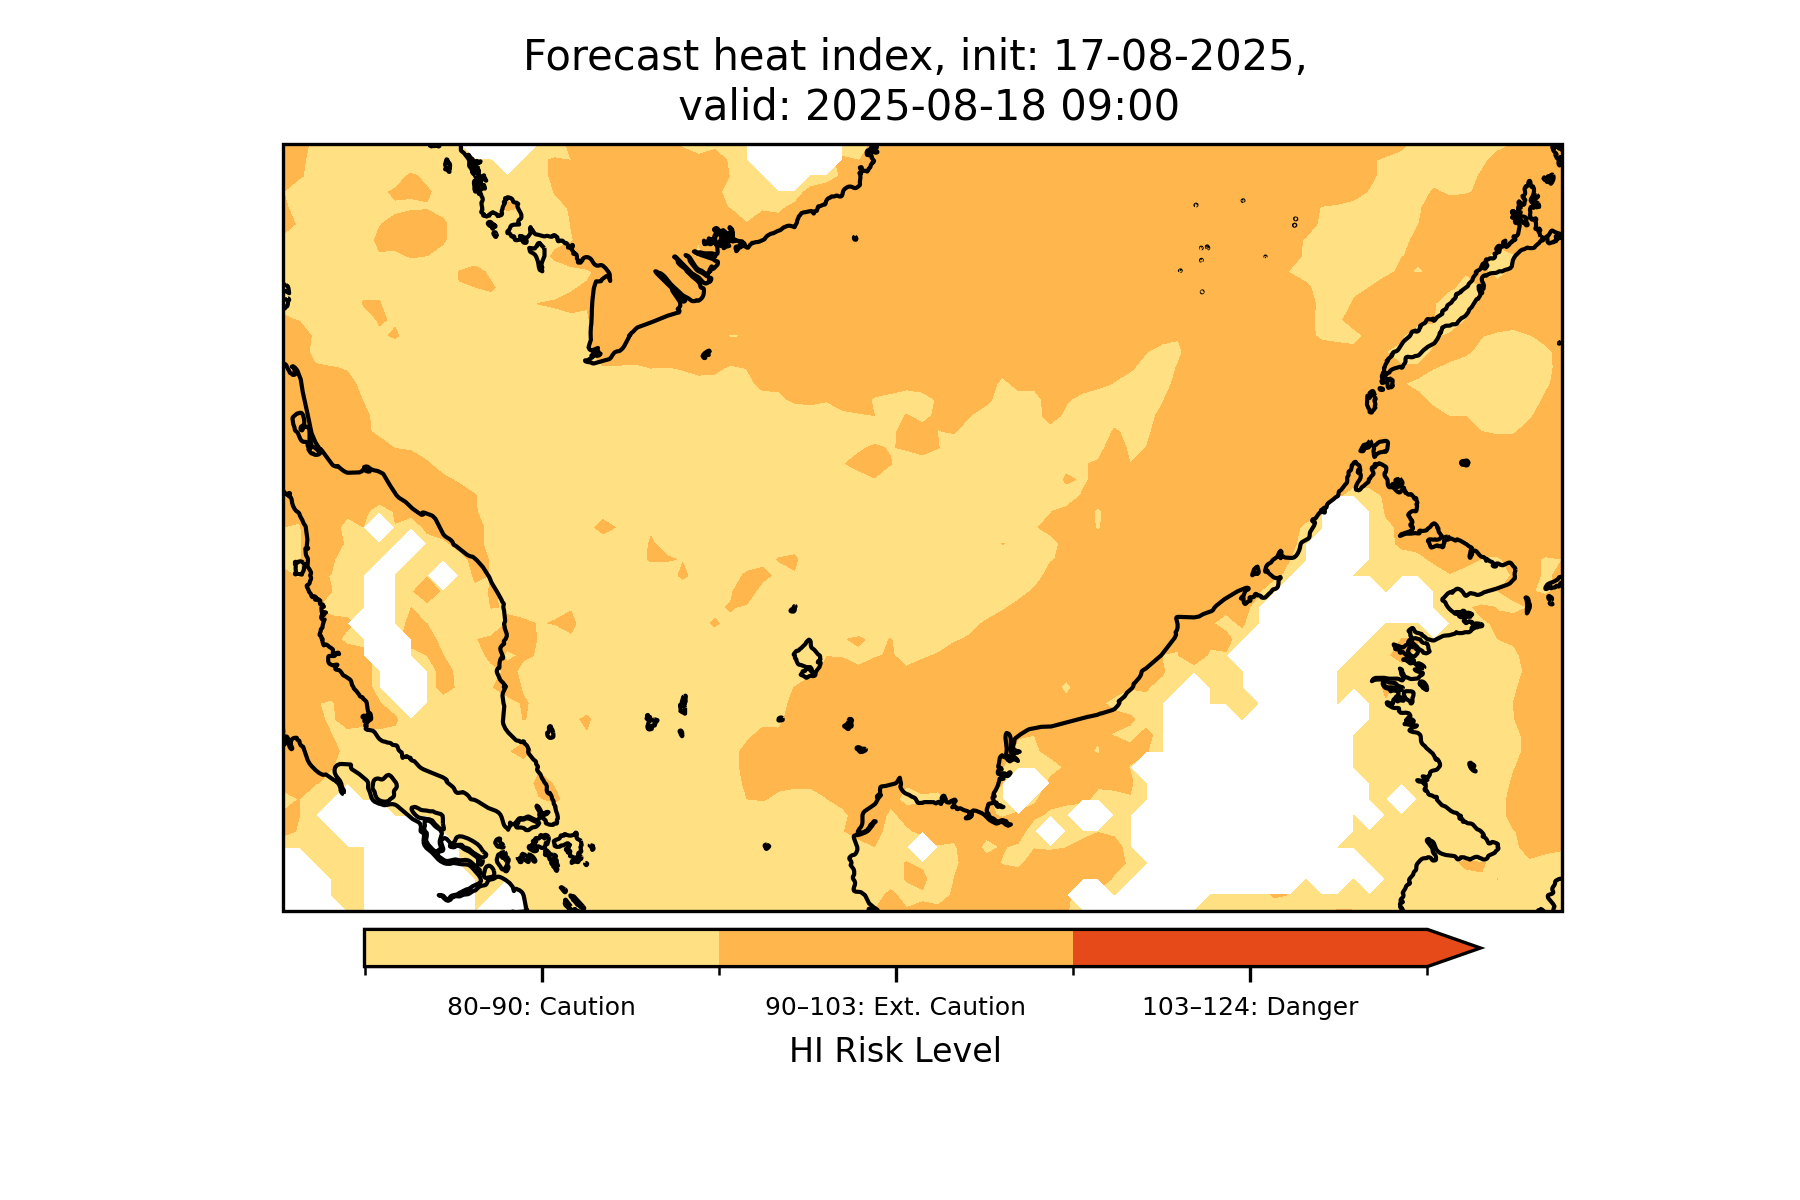 Forecast heat index, init: 17-08-2025,
valid: 2025-08-18 09:00
80–90: Caution
90–103: Ext. Caution
103–124: Danger
HI Risk Level